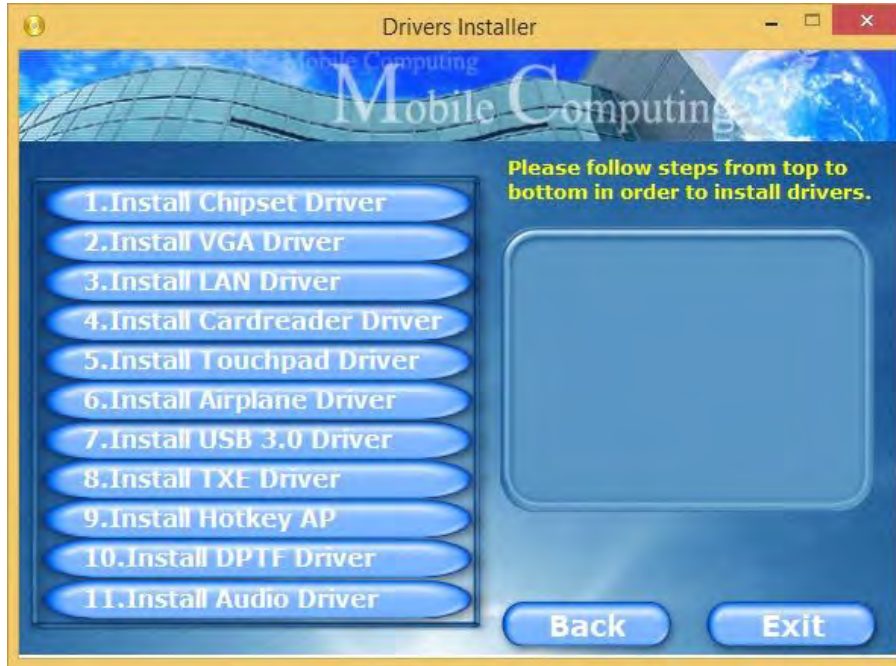 Drivers Installer
Mobile Computing
Mobile Computing
Please follow steps from top to
bottom in order to install drivers.
1.Install Chipset Driver
2.Install VGA Driver
3.Install LAN Driver
4.Install Cardreader Driver
5.Install Touchpad Driver
6.Install Airplane Driver
7.Install USB 3.0 Driver
8.Install TXE Driver
9.Install Hotkey AP
10.Install DPTF Driver
11.Install Audio Driver
Back
Exit